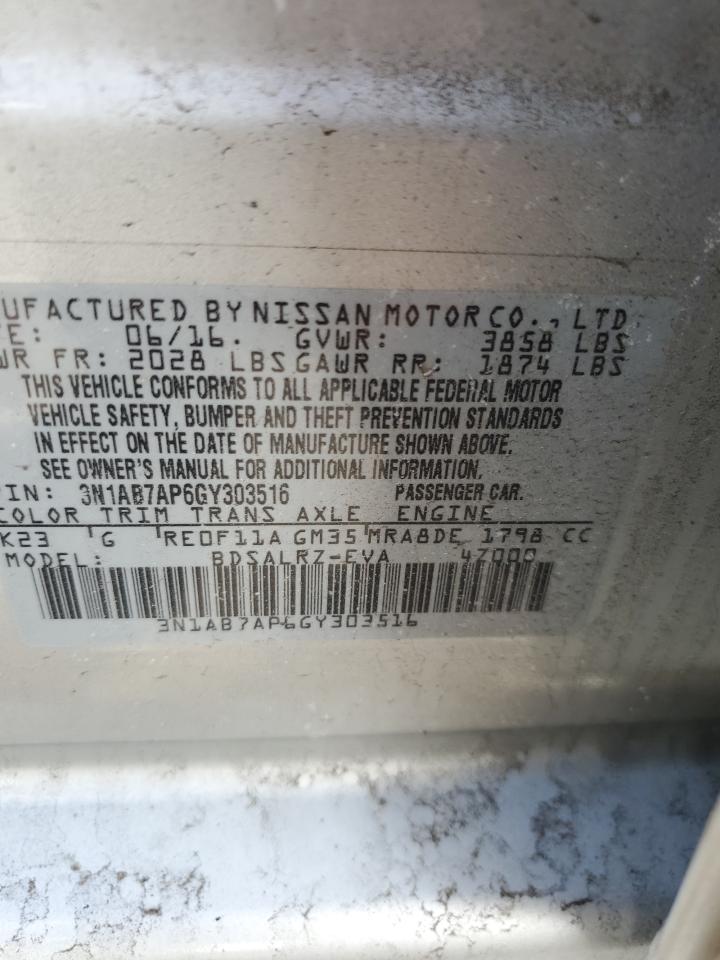 UFACTURED BY NISSAN MOTOR CO., LTD.
TE: 06/16. GVWR: 3858 LBS
WR FR: 2028 LBS GAWR RR: 1874 LBS
THIS VEHICLE CONFORMS TO ALL APPLICABLE FEDERAL MOTOR
VEHICLE SAFETY, BUMPER AND THEFT PREVENTION STANDARDS
IN EFFECT ON THE DATE OF MANUFACTURE SHOWN ABOVE.
SEE OWNER'S MANUAL FOR ADDITIONAL INFORMATION.
IN: 3N1AB7AP6GY303516 PASSENGER CAR.
COLOR TRIM TRANS AXLE ENGINE
K23 G RE0F11A GM35 MRA8DE 1798 CC
MODEL: BDSALRZ-EVA 47000
3N1AB7AP6GY303516